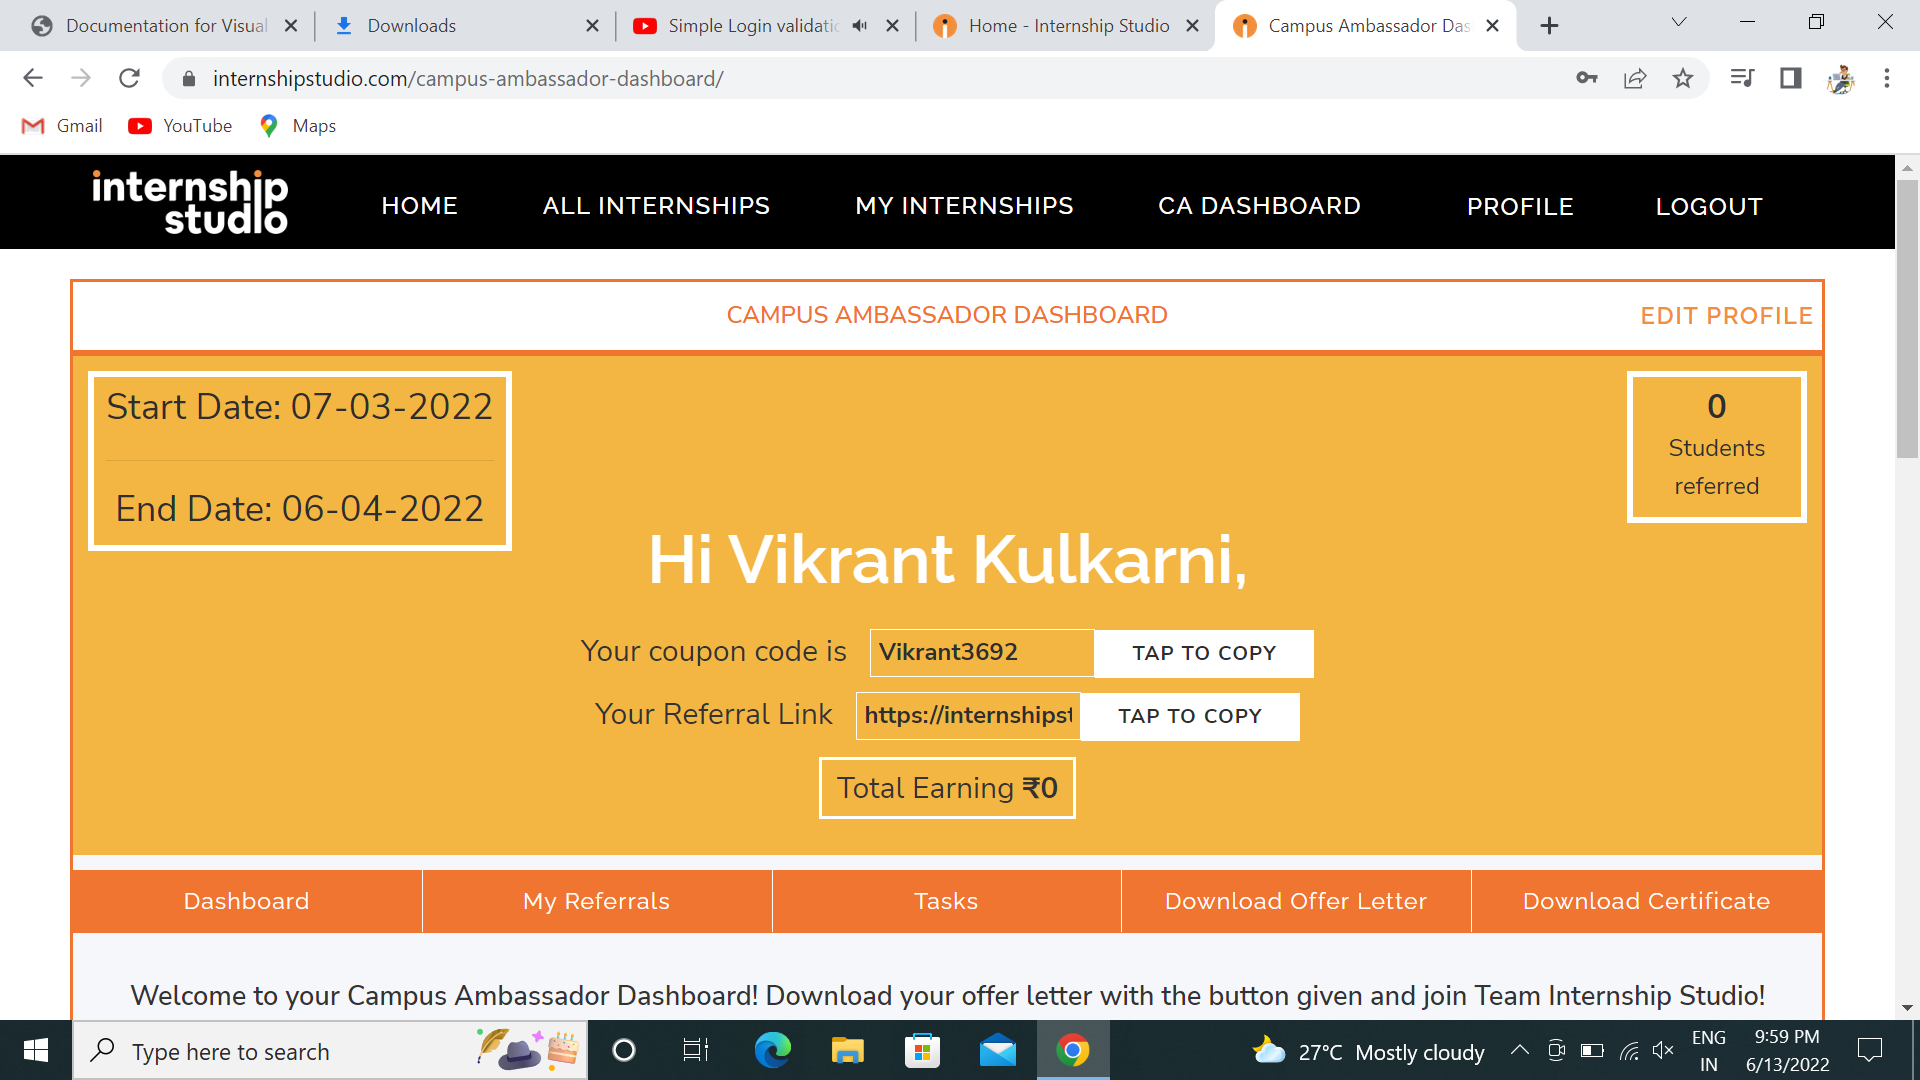 Documentation for Visual
Downloads
Simple Login validatio
Home - Internship Studio
Campus Ambassador Das
internshipstudio.com/campus-ambassador-dashboard/
Gmail
YouTube
Maps
internship
studio
HOME
ALL INTERNSHIPS
MY INTERNSHIPS
CA DASHBOARD
PROFILE
LOGOUT
CAMPUS AMBASSADOR DASHBOARD
EDIT PROFILE
Start Date: 07-03-2022
End Date: 06-04-2022
0
Students
referred
Hi Vikrant Kulkarni,
Your coupon code is
Vikrant3692
TAP TO COPY
Your Referral Link
https://internshipst
TAP TO COPY
Total Earning ₹0
Dashboard
My Referrals
Tasks
Download Offer Letter
Download Certificate
Welcome to your Campus Ambassador Dashboard! Download your offer letter with the button given and join Team Internship Studio!
Type here to search
27°C Mostly cloudy
ENG
IN
9:59 PM
6/13/2022